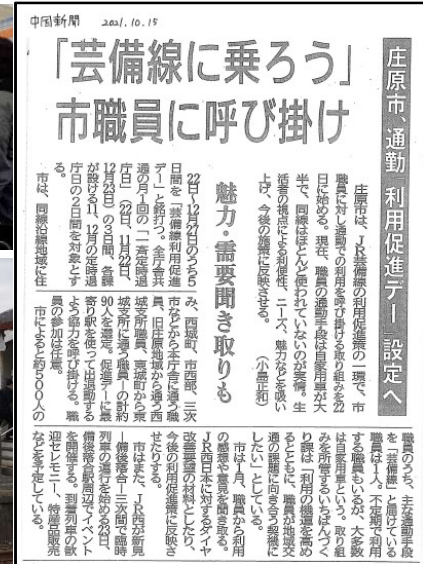 中国新聞 2021.10.15
「芸備線に乗ろう」
市職員に呼び掛け
庄原市、通勤「利用促進デー」設定へ
庄原市は、JR芸備線の利用促進策の一環で、市
職員に対し通勤での利用を呼び掛ける取り組みを22
日に始める。現在、職員の通勤手段は自家用車が大
半で、同線はほとんど使われていないのが実情。生
活者の視点による利便性、ニーズ、魅力などを吸い
上げ、今後の施策に反映させる。（小島正和）
魅力・需要聞き取りも
22日〜12月27日のうち5
日間を「芸備線利用促進
デー」と銘打つ。全庁共
通の月1回の「一斉定時退
庁日」（22日、11月22日、
12月23日）の3日間、各課
が設ける11、12月の定時退
庁日の2日間を対象とす
る。
市は、同線沿線地域に住
み、西城町、市西部、三次
市などから本庁舎に通う職
員、旧庄原地域から通う西
城支所職員、東城町から東
城支所に通う職員の計約
90人を選定。促進デーに最
寄り駅を使って出退勤する
よう協力を呼び掛ける。職
員の参加は任意。
市によると約500人の
職員のうち、主な通勤手段
を「芸備線」と届けている
職員は1人。不定期で利用
する職員もいるが、大多数
は自家用車という。取り組
みを所管するいちばんづく
り課は「利用の機運を高め
るとともに、職員が地域交
通の課題に向き合う契機に
したい」としている。
市は1月、職員から利用
の感想や意見を聞き取る。
JR西日本に対するダイヤ
改善要望の材料としたり、
今後の利用促進策に反映さ
せたりする。
市はまた、JR西が新見
―備後落合―三次間で臨時
列車の運行を始める23日、
備後落合駅周辺でイベント
を開催する。到着列車の歓
迎セレモニー、特産品販売
などを予定している。